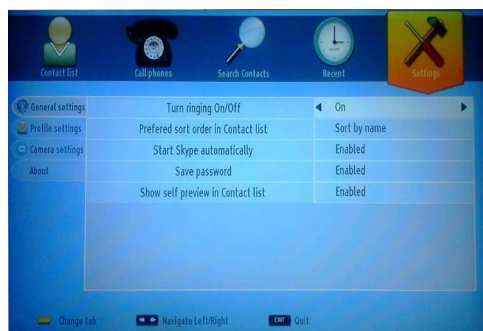 Contact list
Call phones
Search Contacts
Recent
Settings
General settings
Turn ringing On/Off
On
Profile settings
Prefered sort order in Contact list
Sort by name
Camera settings
Start Skype automatically
Enabled
About
Save password
Enabled
Show self preview in Contact list
Enabled
Change tab
Navigate Left/Right
EXIT Quit